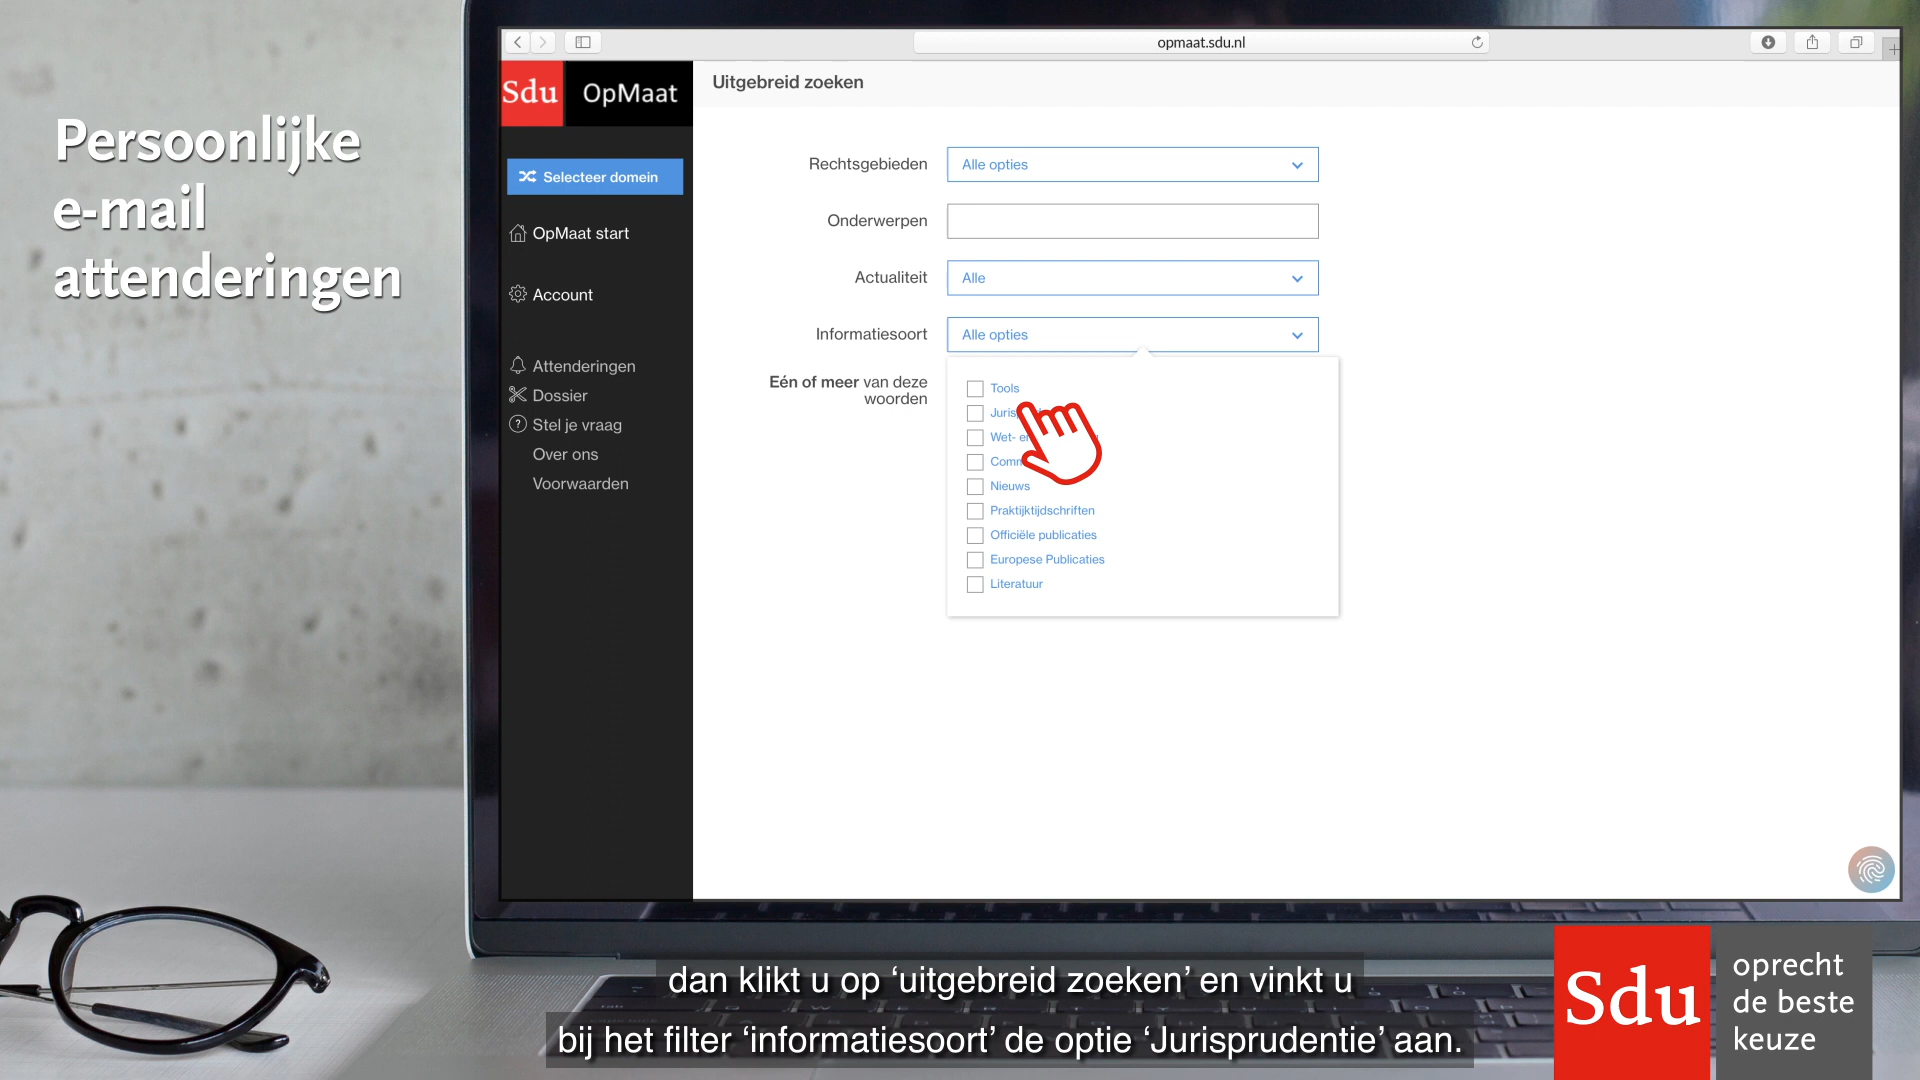 Persoonlijke
e-mail
attenderingen
opmaat.sdu.nl
Sdu
OpMaat
Uitgebreid zoeken
Selecteer domein
OpMaat start
Account
Attenderingen
Dossier
Stel je vraag
Over ons
Voorwaarden
Rechtsgebieden
Alle opties
Onderwerpen
Actualiteit
Alle
Informatiesoort
Alle opties
Eén of meer van deze
woorden
Tools
Wet-
Nieuws
Praktijktijdschriften
Officiële publicaties
Europese Publicaties
Literatuur
dan klikt u op ‘uitgebreid zoeken’ en vinkt u
bij het filter ‘informatiesoort’ de optie ‘Jurisprudentie’ aan.
Sdu
oprecht
de beste
keuze